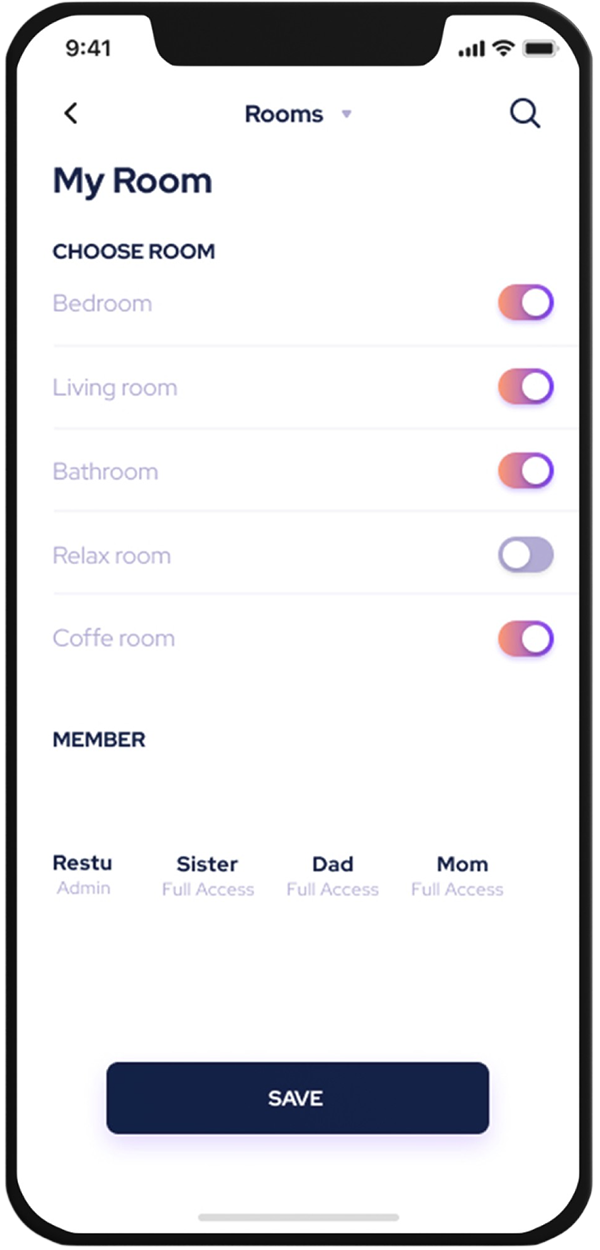 9:41
Rooms
My Room
CHOOSE ROOM
Bedroom
Living room
Bathroom
Relax room
Coffe room
MEMBER
Restu Sister Dad Mom
Admin Full Access Full Access Full Access
SAVE